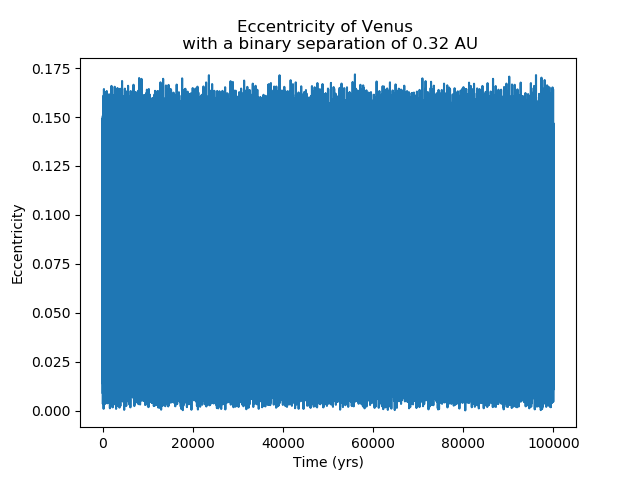 Eccentricity of Venus
with a binary separation of 0.32 AU
0.175
0.150
0.125
0.100
0.075
0.050
0.025
0.000
Eccentricity
0 20000 40000 60000 80000 100000
Time (yrs)